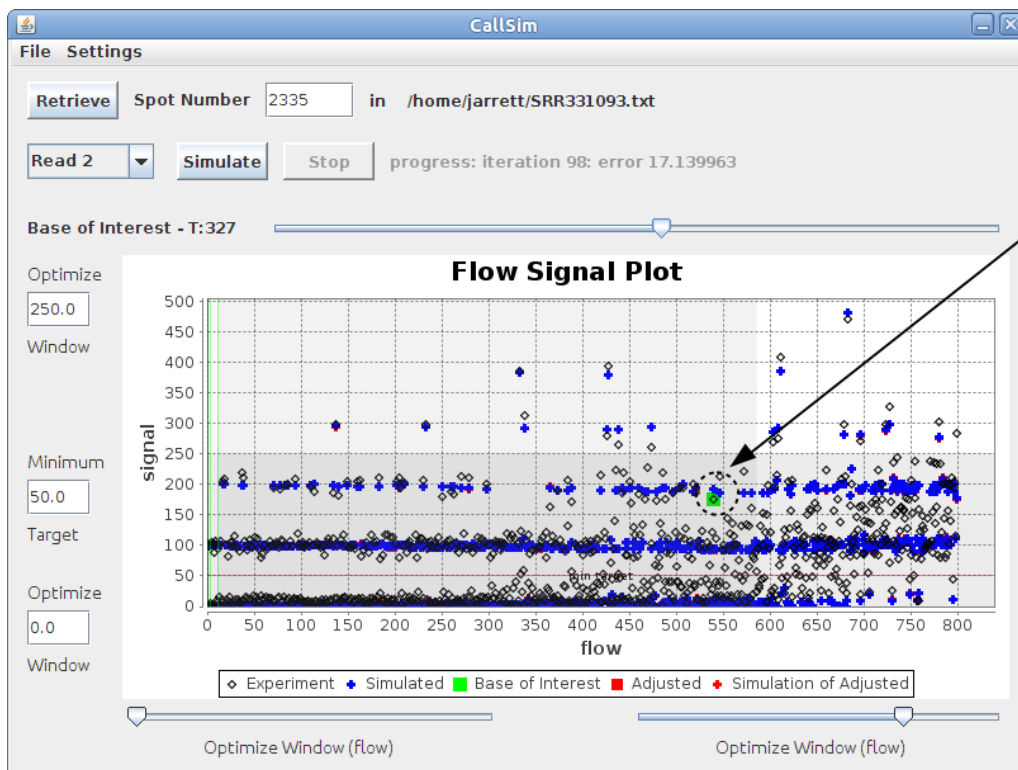 CallSim
File Settings
Retrieve Spot Number 2335 in /home/jarrett/SRR331093.txt
Read 2 Simulate Stop progress: iteration 98: error 17.139963
Base of Interest - T:327
Optimize
250.0
Window
Minimum
50.0
Target
Optimize
0.0
Window
Flow Signal Plot
signal
500
450
400
350
300
250
200
150
100
50
0
min target
0 50 100 150 200 250 300 350 400 450 500 550 600 650 700 750 800
flow
Experiment Simulated Base of Interest Adjusted Simulation of Adjusted
Optimize Window (flow) Optimize Window (flow)